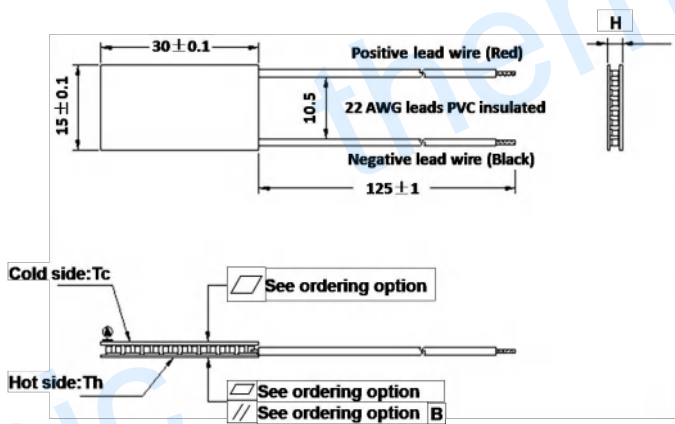 H
30±0.1
Positive lead wire (Red)
15±0.1
10.5
22 AWG leads PVC insulated
Negative lead wire (Black)
125±1
Cold side:Tc
See ordering option
A
Hot side:Th
See ordering option
// See ordering option B